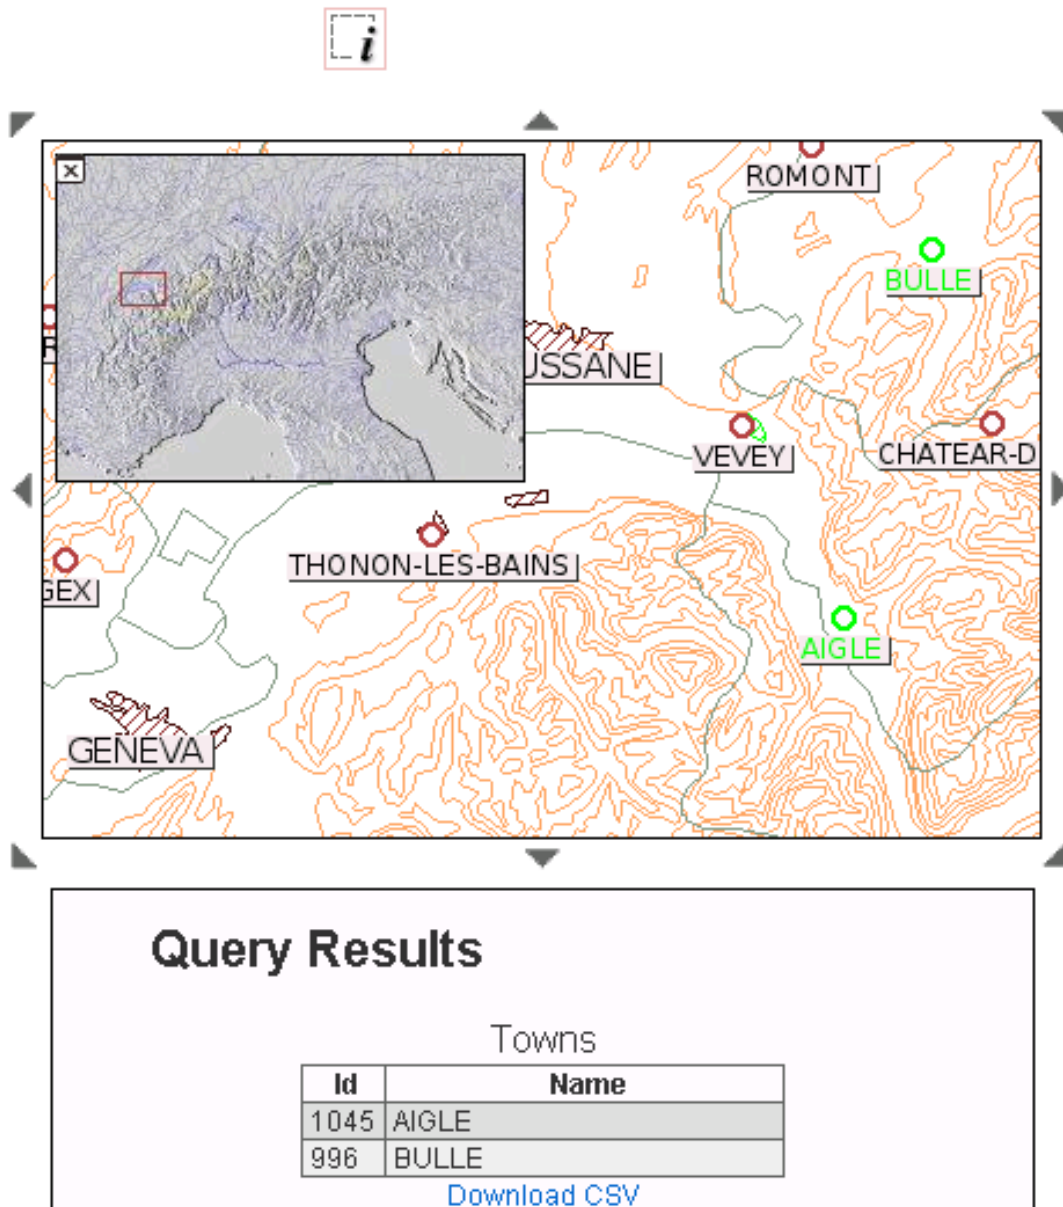 i
ROMONT
BULLE
USSANE
VEVEY
CHATEAR-D
THONON-LES-BAINS
GEX
AIGLE
GENEVA
Query Results
Towns
Id Name
1045 AIGLE
996 BULLE
Download CSV